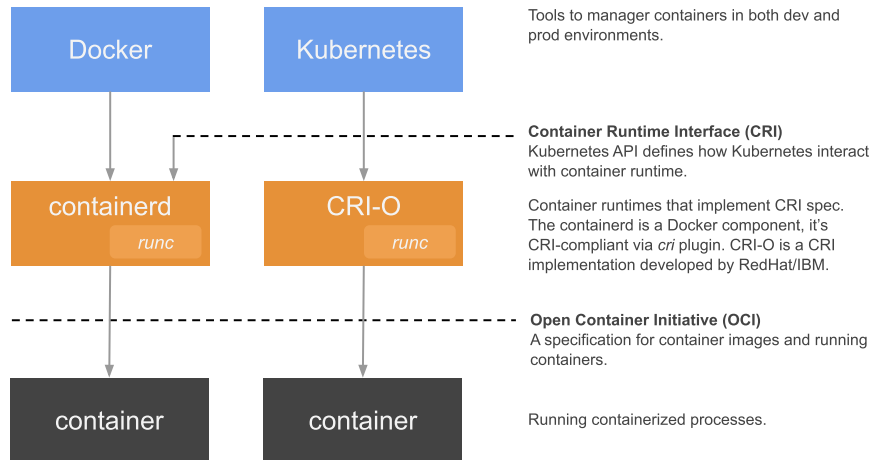 Docker
Kubernetes
Tools to manager containers in both dev and
prod environments.
Container Runtime Interface (CRI)
Kubernetes API defines how Kubernetes interact
with container runtime.
containerd
runc
CRI-O
runc
Container runtimes that implement CRI spec.
The containerd is a Docker component, it's
CRI-compliant via cri plugin. CRI-O is a CRI
implementation developed by RedHat/IBM.
Open Container Initiative (OCI)
A specification for container images and running
containers.
container
container
Running containerized processes.